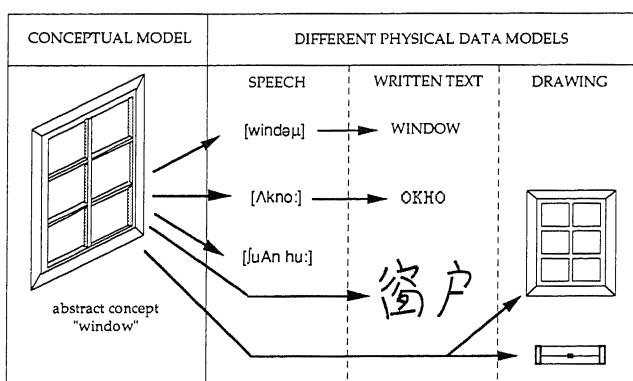 CONCEPTUAL MODEL
DIFFERENT PHYSICAL DATA MODELS
SPEECH
WRITTEN TEXT
DRAWING
[windəµ]
WINDOW
[Λkno:]
ОКНО
[ʃuAn hu:]
窗户
abstract concept
"window"